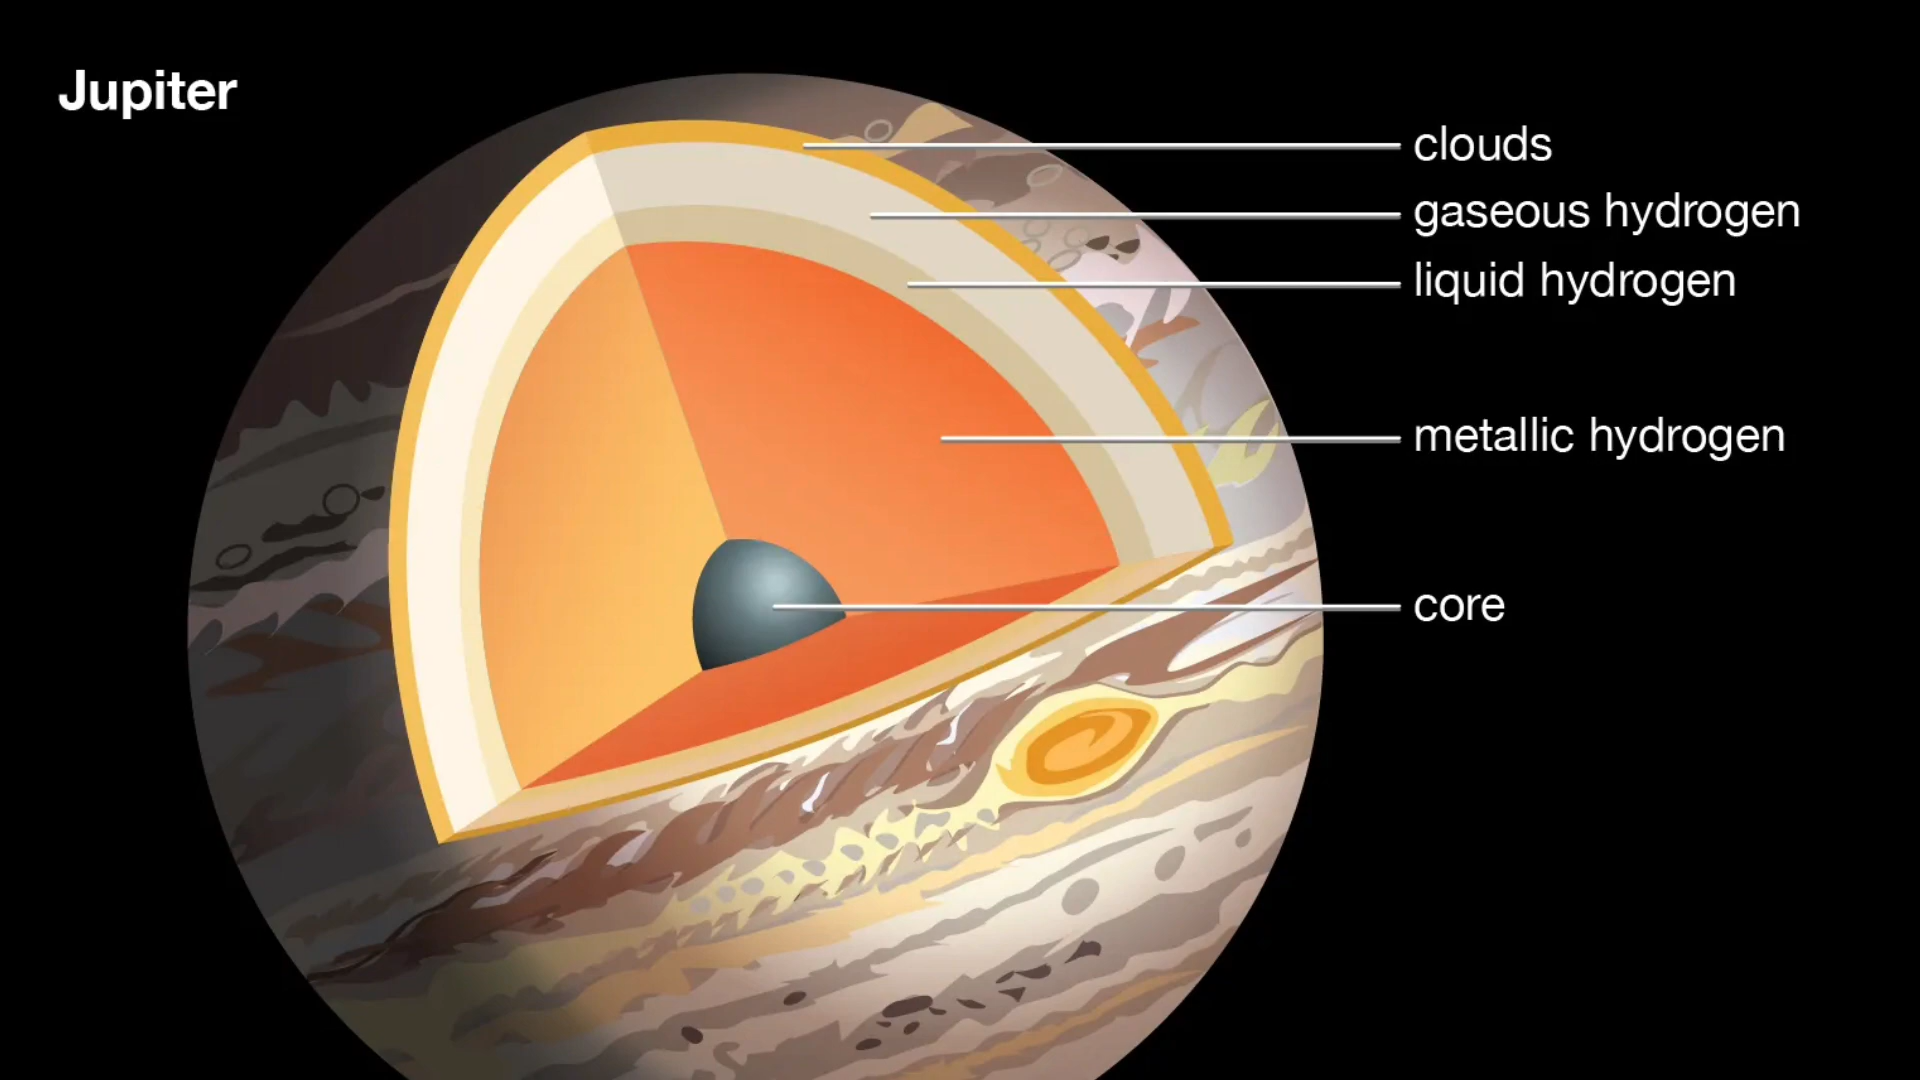 Jupiter
clouds
gaseous hydrogen
liquid hydrogen
metallic hydrogen
core